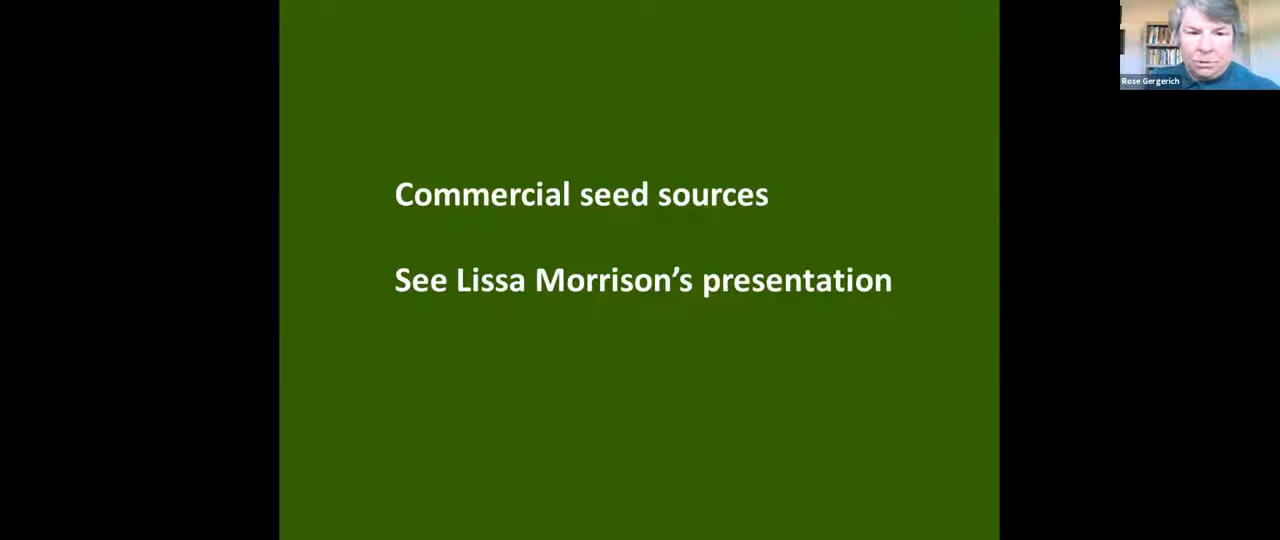 Commercial seed sources
See Lissa Morrison’s presentation
Rose Gergerich